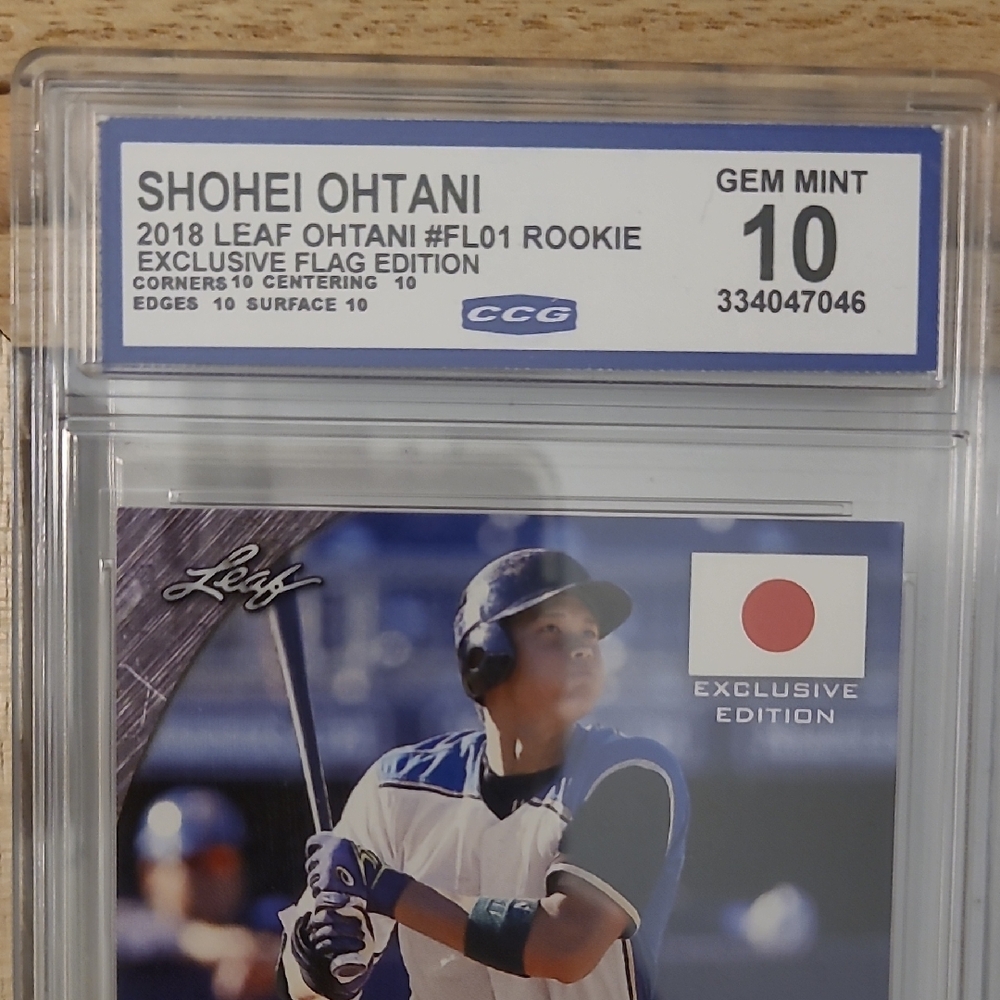 SHOHEI OHTANI
2018 LEAF OHTANI #FL01 ROOKIE
EXCLUSIVE FLAG EDITION
CORNERS 10 CENTERING 10
EDGES 10 SURFACE 10
CCG
GEM MINT
10
334047046
Leaf
EXCLUSIVE
EDITION